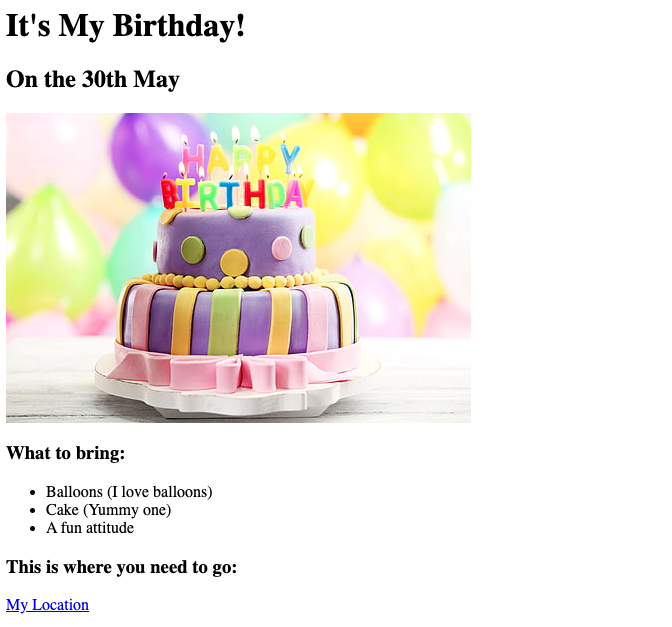 It's My Birthday!
On the 30th May
HAPPY
BIRTHDAY
What to bring:
Balloons (I love balloons)
Cake (Yummy one)
A fun attitude
This is where you need to go:
My Location